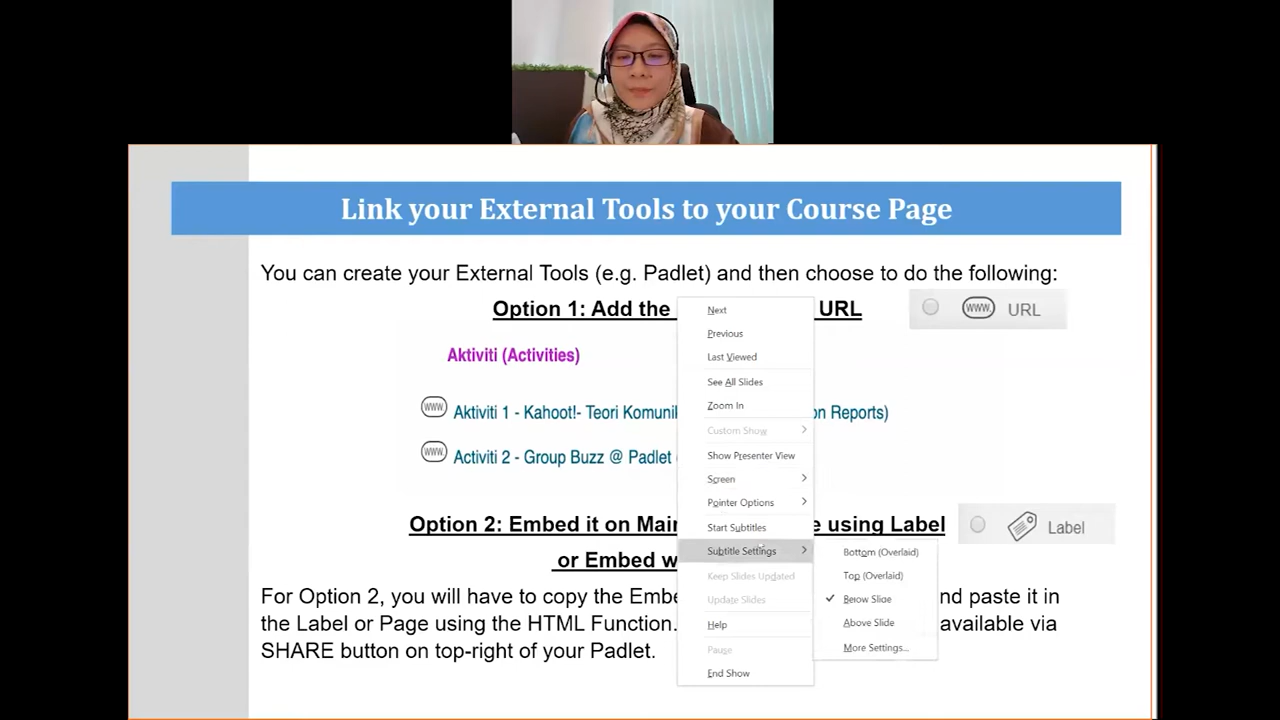 Link your External Tools to your Course Page
You can create your External Tools (e.g. Padlet) and then choose to do the following:
Option 1: Add the URL
URL
Aktiviti (Activities)
www. Aktiviti 1 - Kahoot!- Teori on Reports)
www. Activiti 2 - Group Buzz @ Padlet
Option 2: Embed it on using Label
Label
or Embed
For Option 2, you will have to copy the nd paste it in
the Label or Page using the HTML Function. available via
SHARE button on top-right of your Padlet.
Next
Previous
Last Viewed
See All Slides
Zoom In
Custom Show
Show Presenter View
Screen
Pointer Options
Start Subtitles
Subtitle Settings
Keep Slides Updated
Update Slides
Help
Pause
End Show
Bottom (Overlaid)
Top (Overlaid)
Below Slide
Above Slide
More Settings...